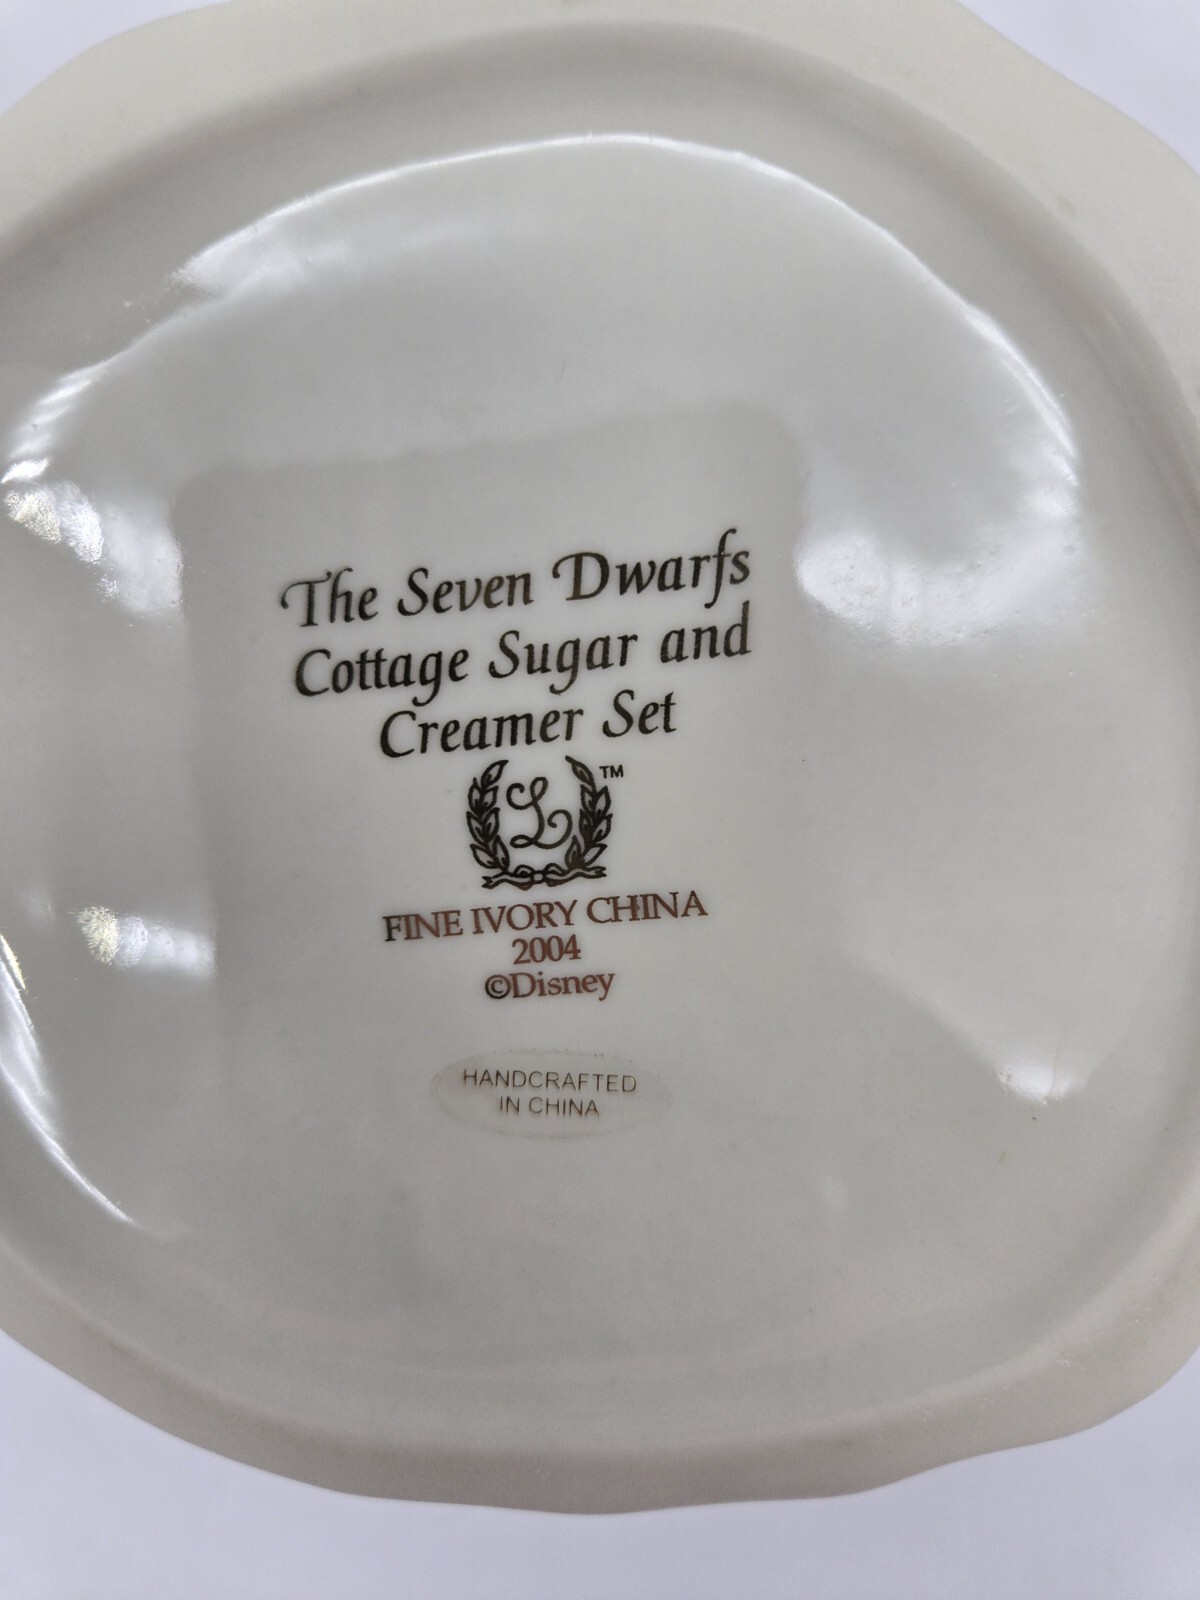 The Seven Dwarfs
Cottage Sugar and
Creamer Set
L TM
FINE IVORY CHINA
2004
©Disney
HANDCRAFTED
IN CHINA